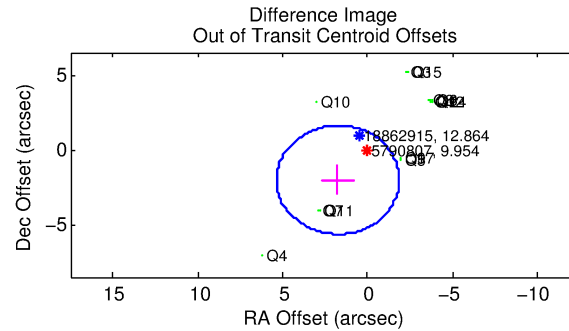 Difference Image
Out of Transit Centroid Offsets
Dec Offset (arcsec)
5
0
−5
Q10
18862915, 12.864
5790807, 9.954
Q4
15
10
5
0
−5
−10
RA Offset (arcsec)